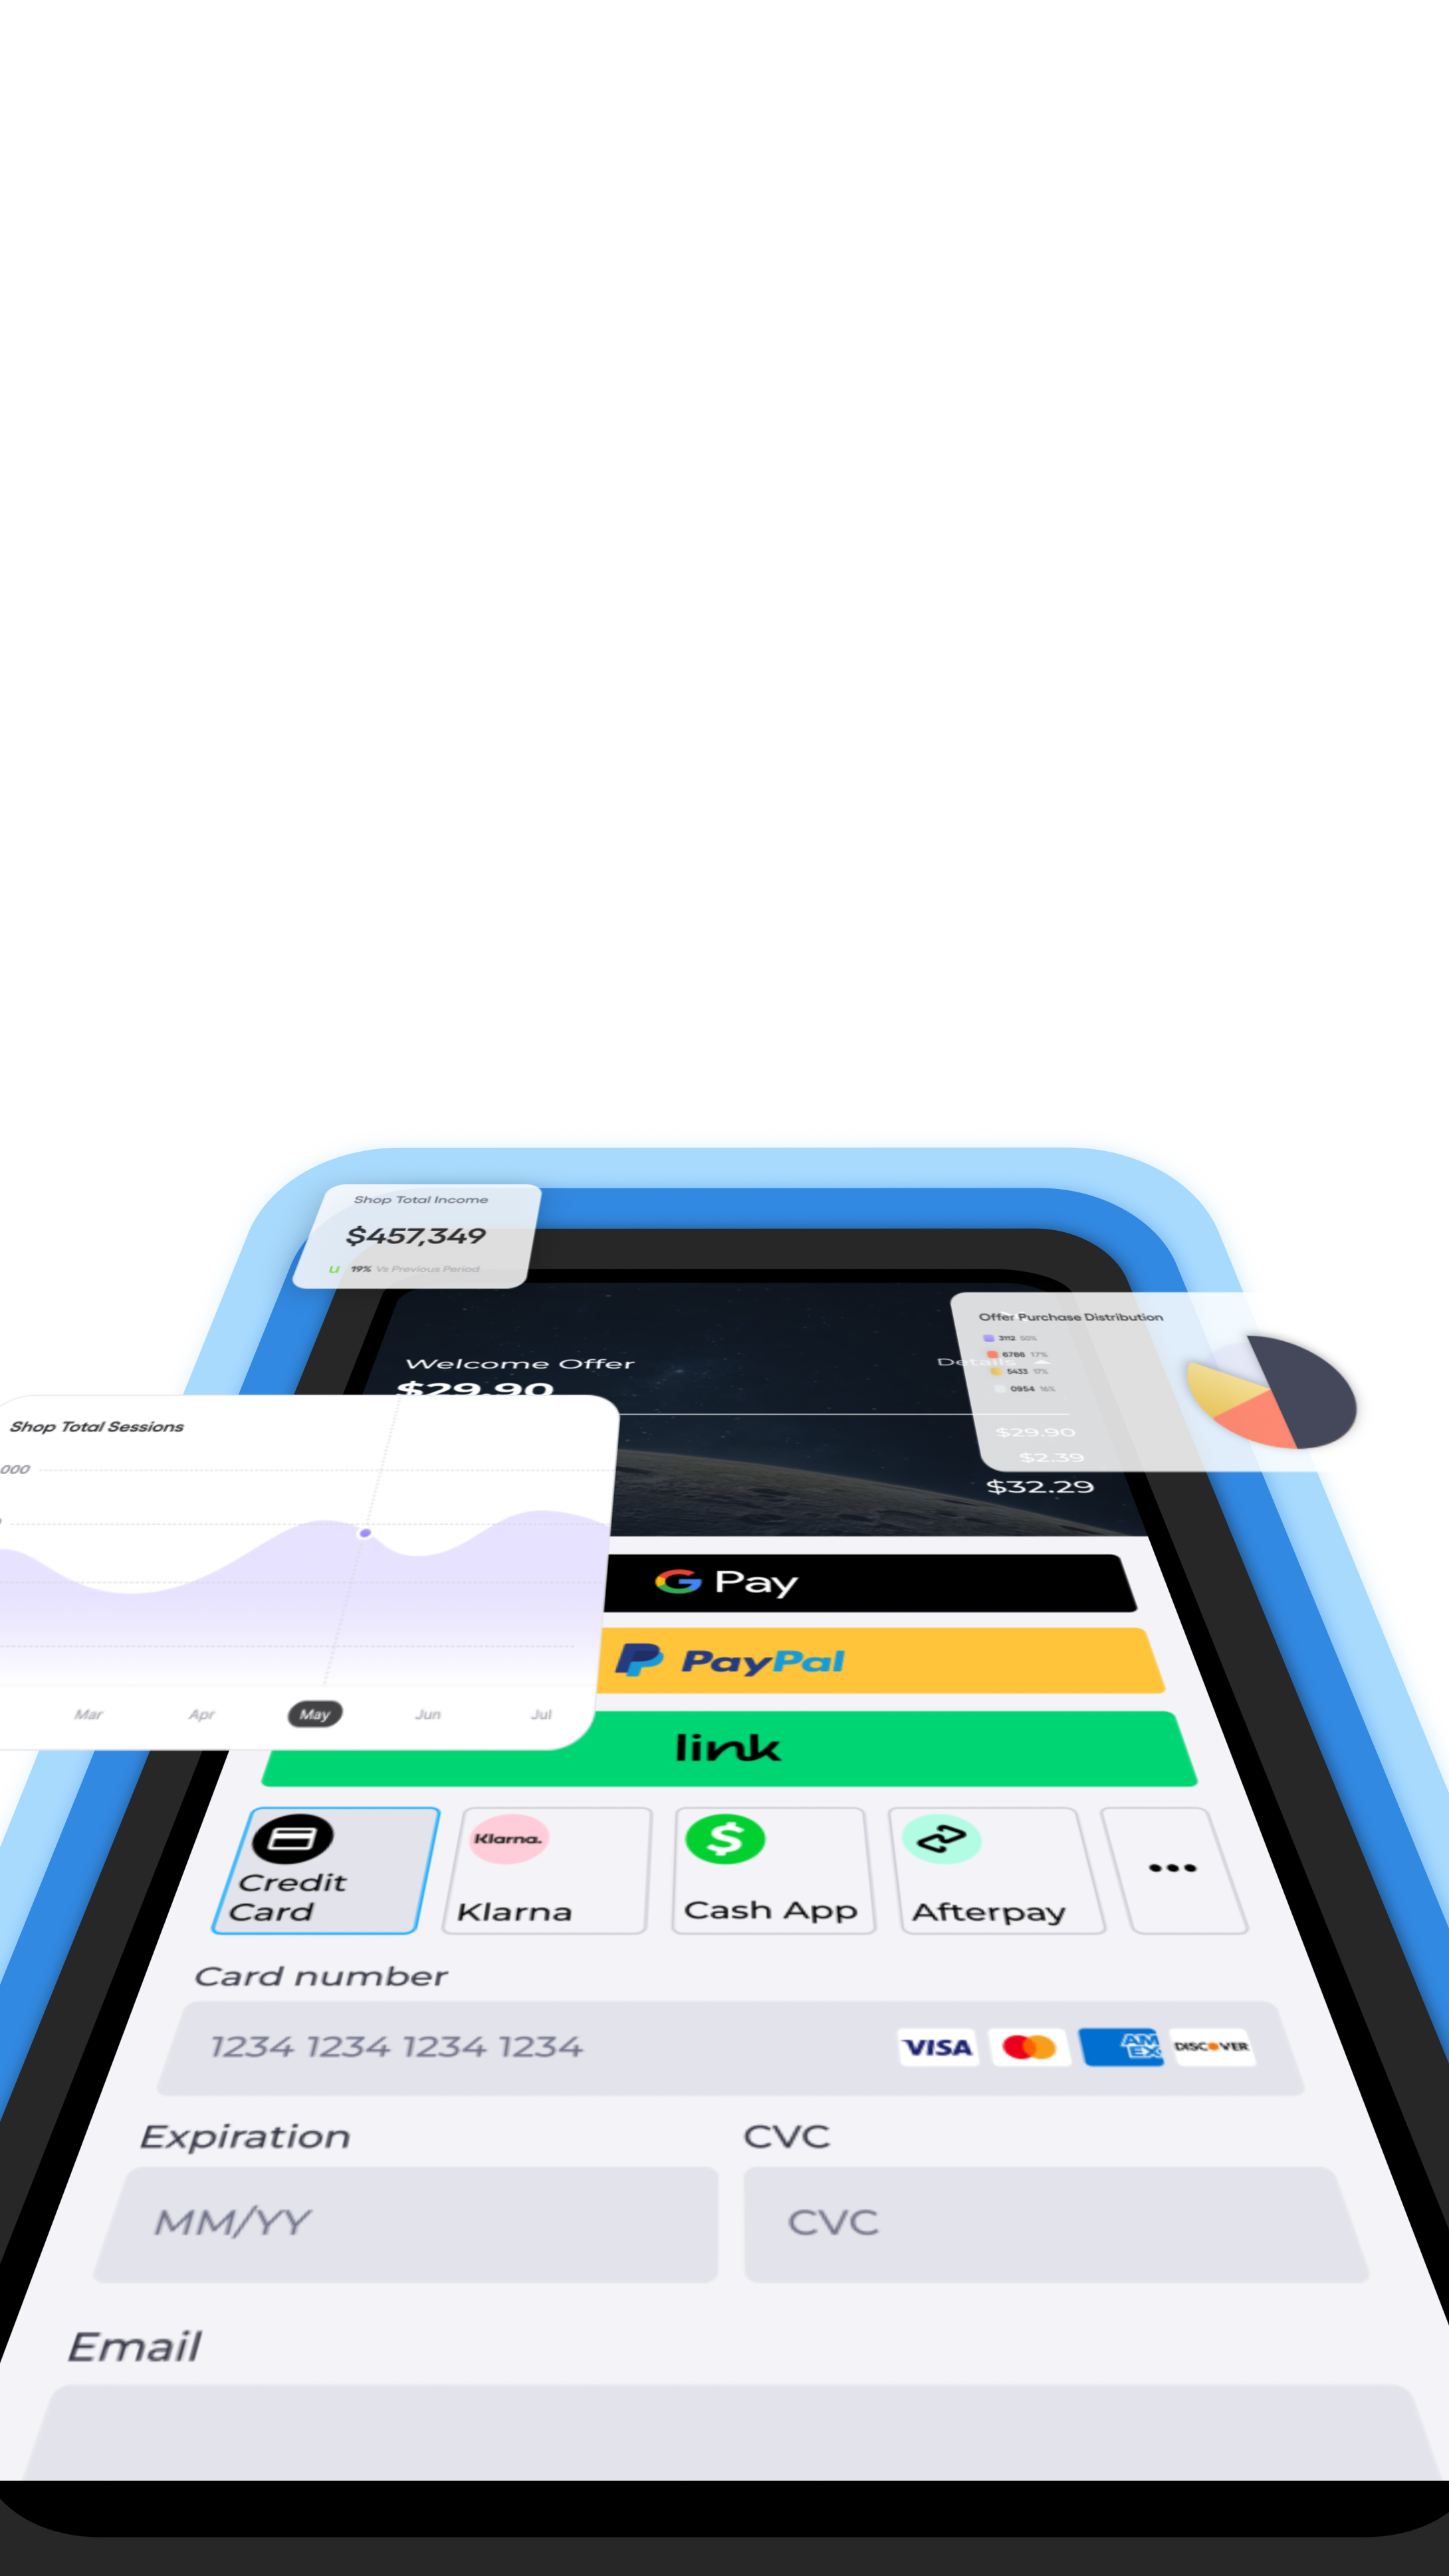 Shop Total Income
$457,349
19% Vs Previous Period
Offer Purchase Distribution
3112 50%
6786 17%
5433 17%
0954 16%
Welcome Offer
Details
$29.90
$29.90
$2.39
$32.29
Shop Total Sessions
000
Mar Apr May Jun Jul
G Pay
PayPal
link
Credit Card
Klarna.
Klarna
Cash App
Afterpay
Card number
1234 1234 1234 1234
VISA
AM EX
DISCOVER
Expiration
CVC
MM/YY
CVC
Email